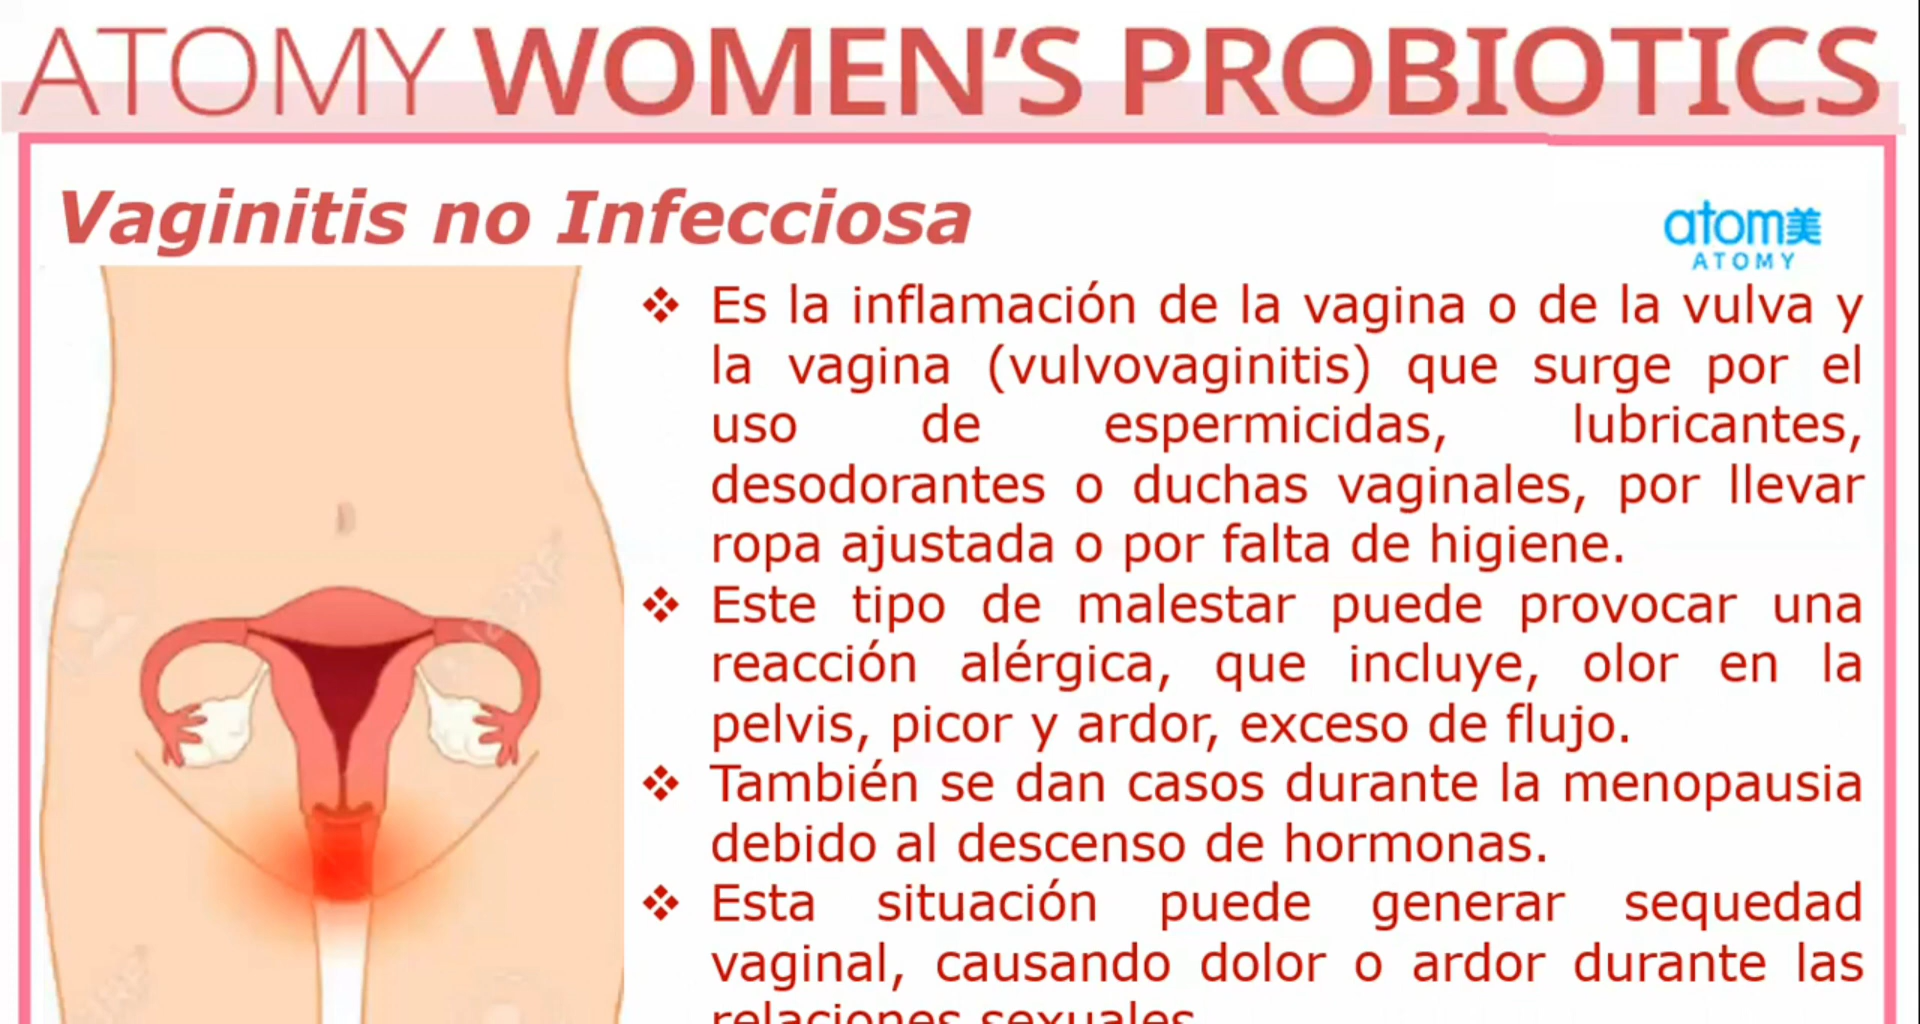 ATOMY WOMEN'S PROBIOTICS
Vaginitis no Infecciosa
atom美
ATOMY
❖ Es la inflamación de la vagina o de la vulva y
la vagina (vulvovaginitis) que surge por el
uso de espermicidas, lubricantes,
desodorantes o duchas vaginales, por llevar
ropa ajustada o por falta de higiene.
❖ Este tipo de malestar puede provocar una
reacción alérgica, que incluye, olor en la
pelvis, picor y ardor, exceso de flujo.
❖ También se dan casos durante la menopausia
debido al descenso de hormonas.
❖ Esta situación puede generar sequedad
vaginal, causando dolor o ardor durante las
relaciones sexuales.